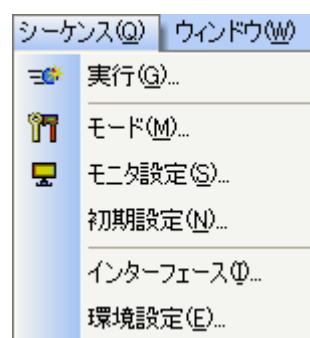 シーケンス(Q) ウィンドウ(W)
実行(G)...
モード(M)...
モニタ設定(S)...
初期設定(N)...
インターフェース(I)...
環境設定(E)...